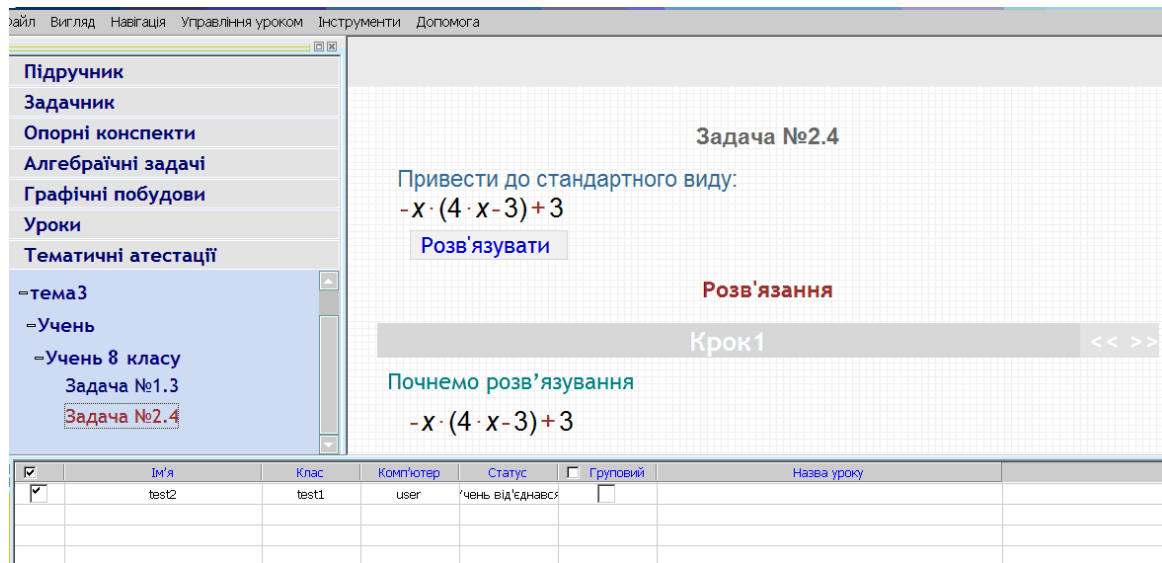 райл Вигляд Навігація Управління уроком Інструменти Допомога
Підручник
Задачник
Опорні конспекти
Алгебраїчні задачі
Графічні побудови
Уроки
Тематичні атестації
-тема3
-Учень
-Учень 8 класу
Задача №1.3
Задача №2.4
Задача №2.4
Привести до стандартного виду:
-x·(4·x-3)+3
Розв'язувати
Розв'язання
Крок1 << >>
Почнемо розв’язування
-x·(4·x-3)+3
Ім'я Клас Комп'ютер Статус Груповий Назва уроку
test2 test1 user Учень від'єднався